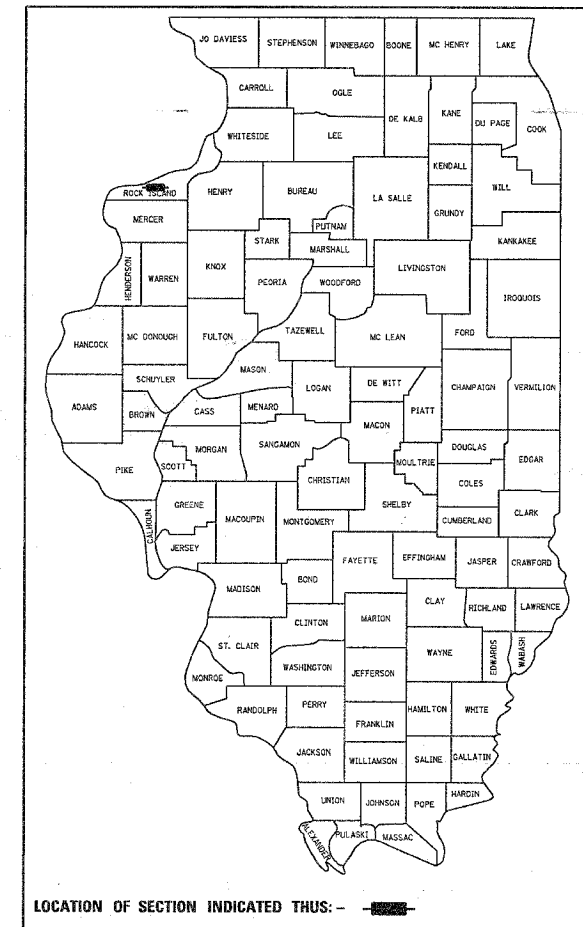 JO DAVIESS
STEPHENSON
WINNEBAGO
BOONE
MC HENRY
LAKE
CARROLL
OGLE
DE KALB
KANE
DU PAGE
COOK
WHITESIDE
LEE
KENDALL
WILL
ROCK ISLAND
HENRY
BUREAU
LA SALLE
GRUNDY
MERCER
PUTNAM
KANKAKEE
STARK
MARSHALL
HENDERSON
WARREN
KNOX
PEORIA
WOODFORD
LIVINGSTON
IROQUOIS
FORD
HANCOCK
MC DONOUGH
FULTON
TAZEWELL
MC LEAN
MASON
SCHUYLER
LOGAN
DE WITT
CHAMPAIGN
VERMILION
ADAMS
BROWN
CASS
MENARD
PIATT
MACON
SANGAMON
MORGAN
DOUGLAS
EDGAR
PIKE
SCOTT
MOULTRIE
COLES
CHRISTIAN
SHELBY
GREENE
MACOUPIN
MONTGOMERY
CUMBERLAND
CLARK
CALHOUN
JERSEY
FAYETTE
EFFINGHAM
JASPER
CRAWFORD
BOND
MADISON
CLAY
RICHLAND
LAWRENCE
CLINTON
MARION
ST. CLAIR
WAYNE
EDWARDS
WABASH
WASHINGTON
JEFFERSON
MONROE
RANDOLPH
PERRY
HAMILTON
WHITE
FRANKLIN
JACKSON
WILLIAMSON
SALINE
GALLATIN
HARDIN
UNION
JOHNSON
POPE
ALEXANDER
PULASKI
MASSAC
LOCATION OF SECTION INDICATED THUS: -